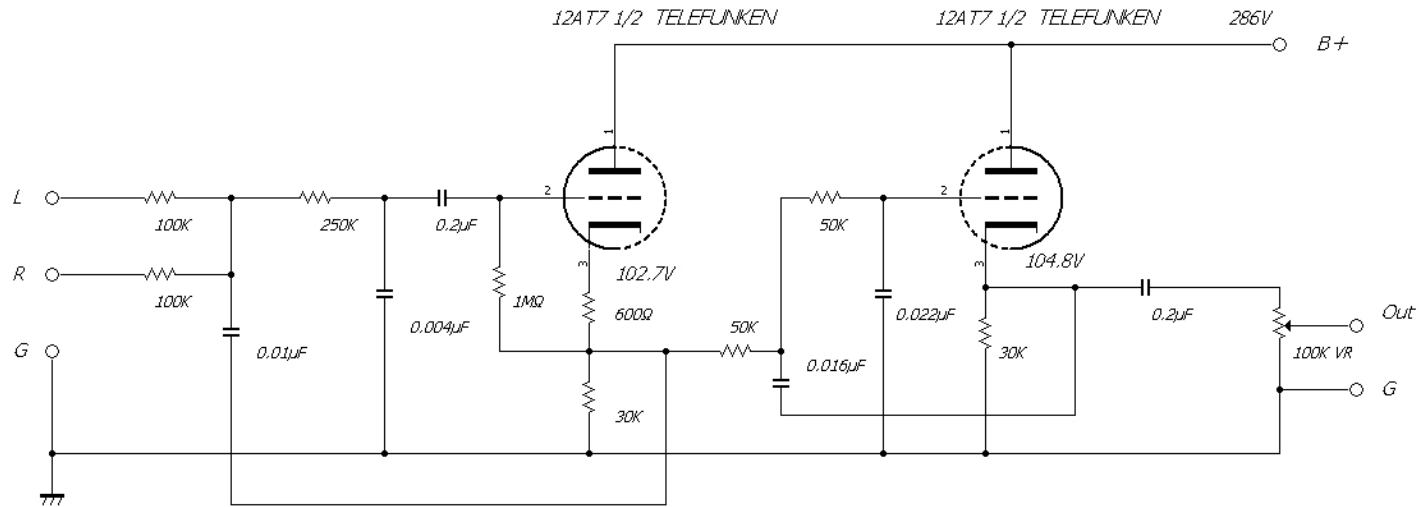 12AT7 1/2 TELEFUNKEN
12AT7 1/2 TELEFUNKEN
286V
B+
1
1
L
100K
250K
0.2μF
2
50K
2
R
100K
3
102.7V
3
104.8V
1MΩ
600Ω
0.004μF
50K
0.022μF
0.2μF
Out
G
0.01μF
0.016μF
30K
100K VR
30K
G